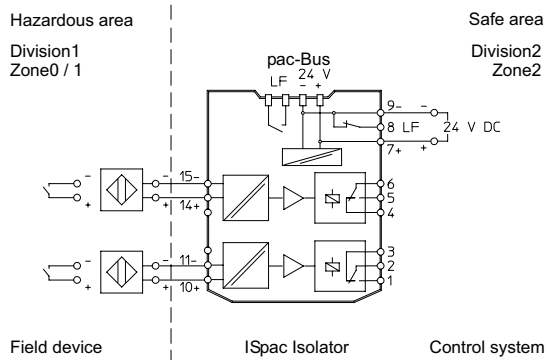 Hazardous area
Safe area
Division1
Zone0 / 1
Division2
Zone2
pac-Bus
LF 24 V
- +
9- -
8 LF 24 V DC
7+ +
- - 15-
+ + 14+
6
5
4
- - 11-
+ + 10+
3
2
1
Field device
ISpac Isolator
Control system